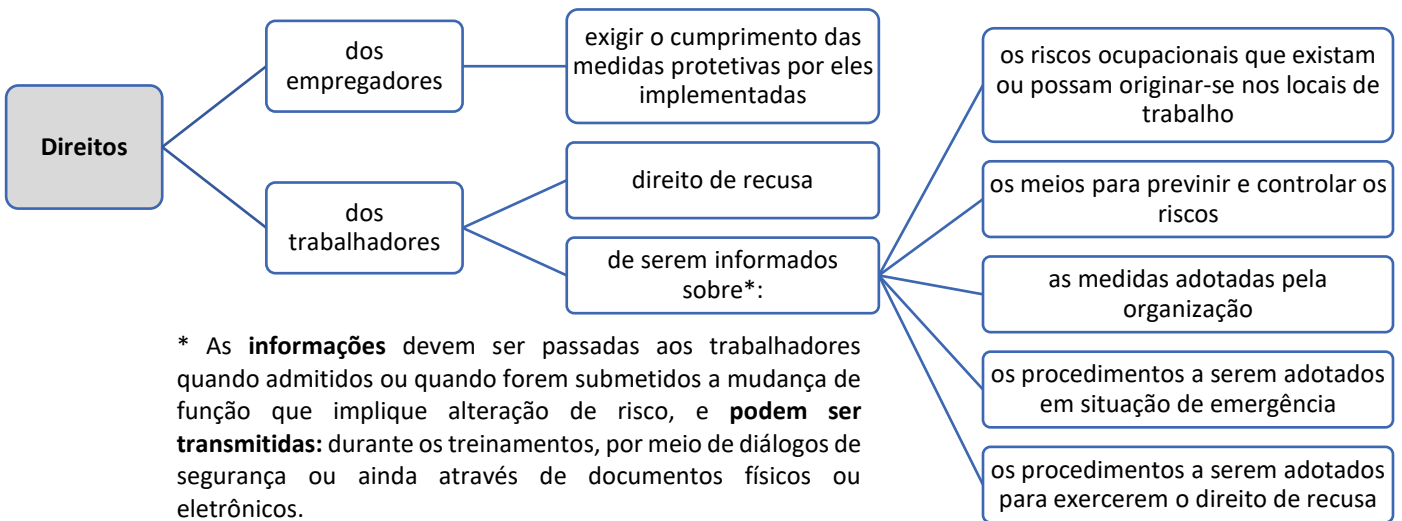 Direitos
dos
empregadores
exigir o cumprimento das
medidas protetivas por eles
implementadas
dos
trabalhadores
direito de recusa
de serem informados
sobre*:
os riscos ocupacionais que existam
ou possam originar-se nos locais de
trabalho
os meios para previnir e controlar os
riscos
as medidas adotadas pela
organização
os procedimentos a serem adotados
em situação de emergência
os procedimentos a serem adotados
para exercerem o direito de recusa
* As informações devem ser passadas aos trabalhadores
quando admitidos ou quando forem submetidos a mudança de
função que implique alteração de risco, e podem ser
transmitidas: durante os treinamentos, por meio de diálogos de
segurança ou ainda através de documentos físicos ou
eletrônicos.